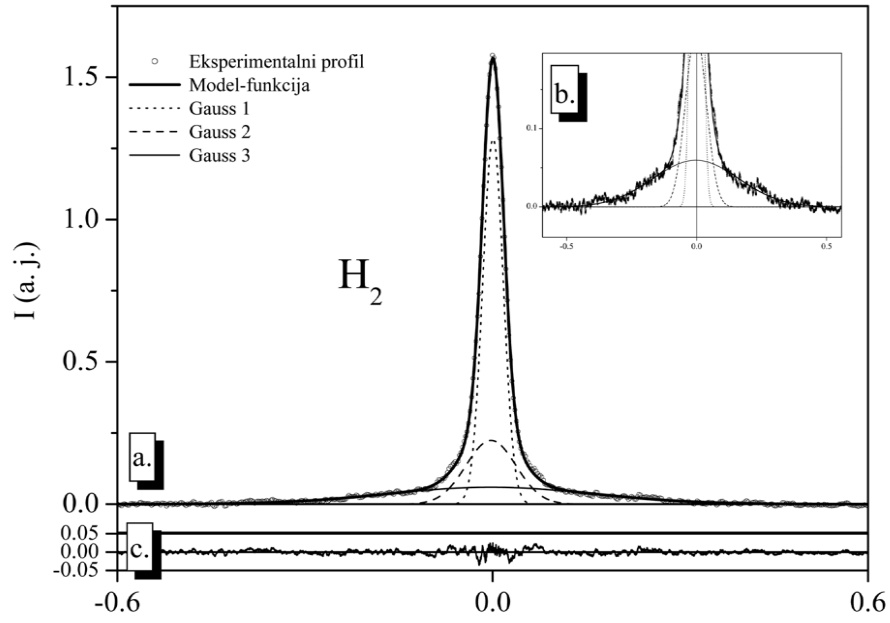 1.5
1.0
0.5
0.0
I (a. j.)
Eksperimentalni profil
Model-funkcija
Gauss 1
Gauss 2
Gauss 3
H₂
a.
b.
0.1
0.0
-0.5 0.0 0.5
c.
0.05
0.00
-0.05
-0.6 0.0 0.6